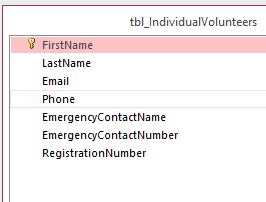 tbl_IndividualVolunteers
FirstName
LastName
Email
Phone
EmergencyContactName
EmergencyContactNumber
RegistrationNumber